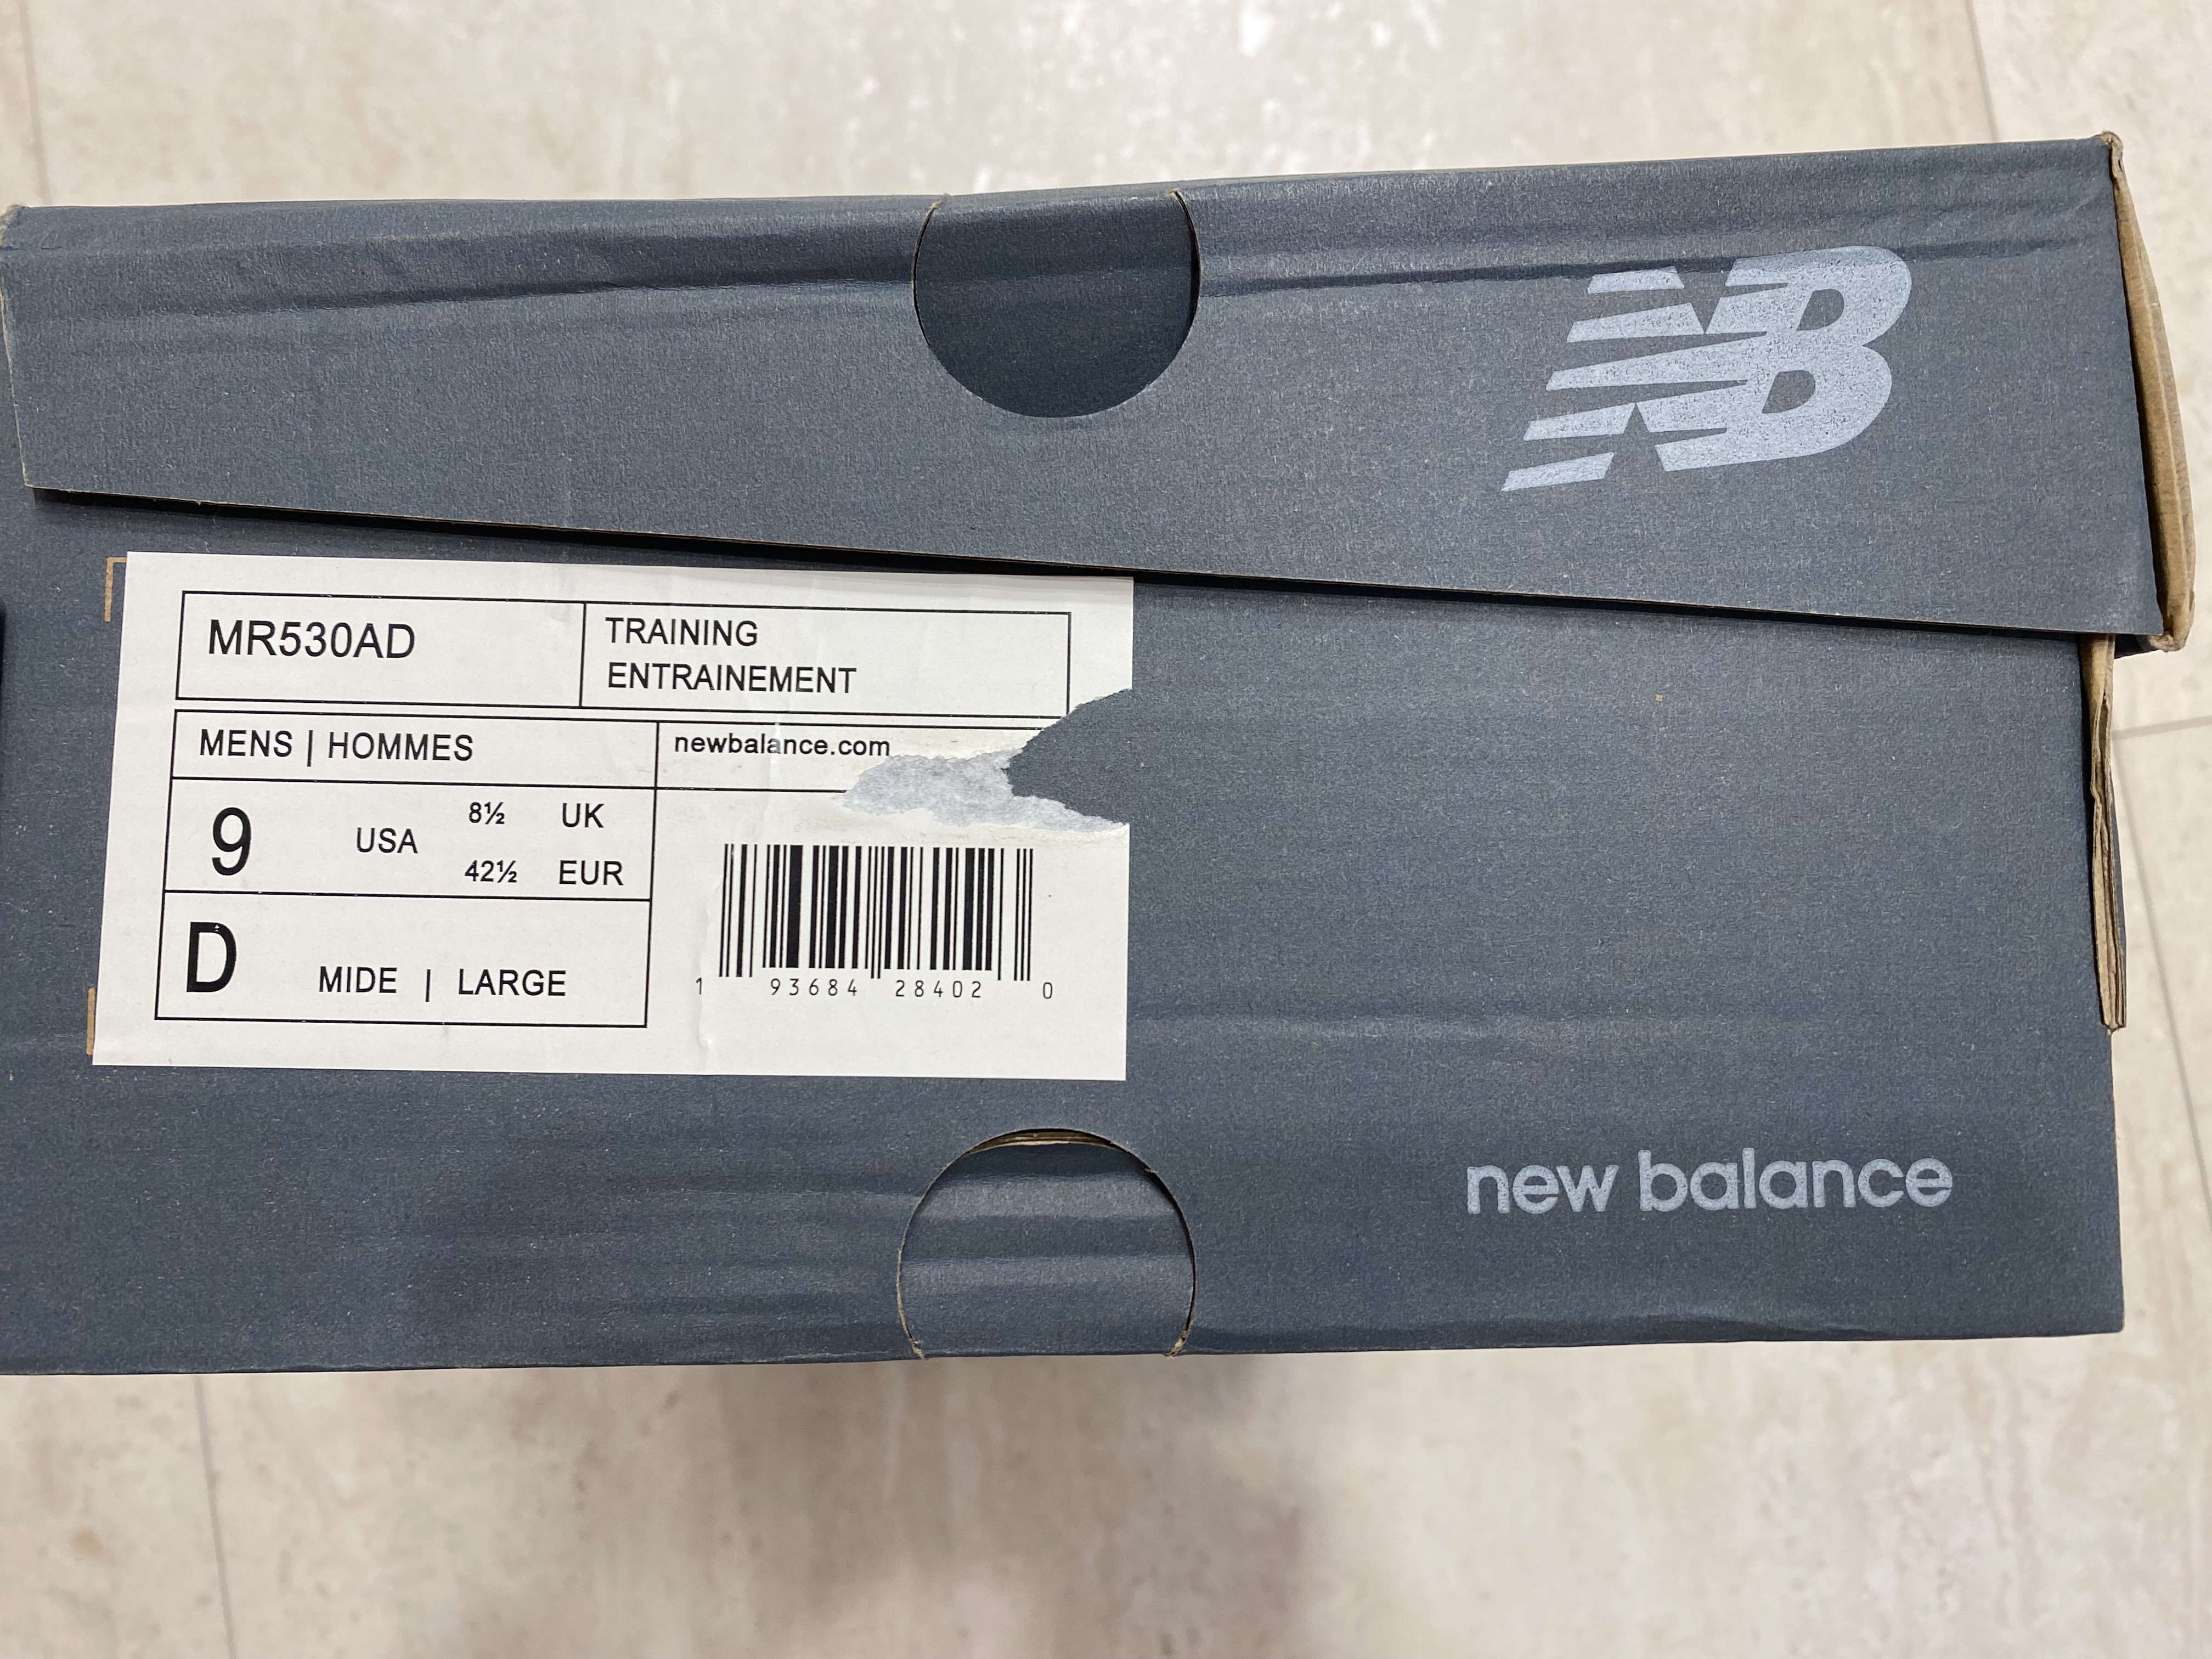 NB
MR530AD
TRAINING
ENTRAINEMENT
MENS | HOMMES
newbalance.com
9 USA 8½ UK
42½ EUR
D MIDE | LARGE
1 93684 28402 0
new balance